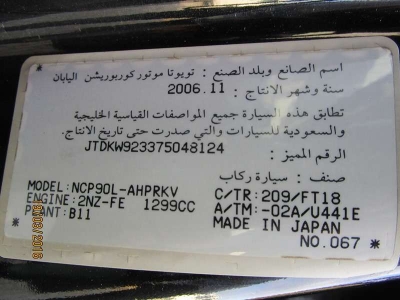 اسم الصانع وبلد الصنع : تويوتا موتور كوربوريشن اليابان
سنة وشهر الانتاج : 2006.11
تطابق هذه السيارة جميع المواصفات القياسية الخليجية
والسعودية للسيارات والتي صدرت حتى تاريخ الانتاج.
الرقم المميز : JTDKW923375048124
صنف : سيارة ركاب
MODEL: NCP90L-AHPRKV C/TR: 209/FT18
ENGINE: 2NZ-FE 1299CC A/TM: -02A/U441E
PLANT: B11 MADE IN JAPAN
NO.067